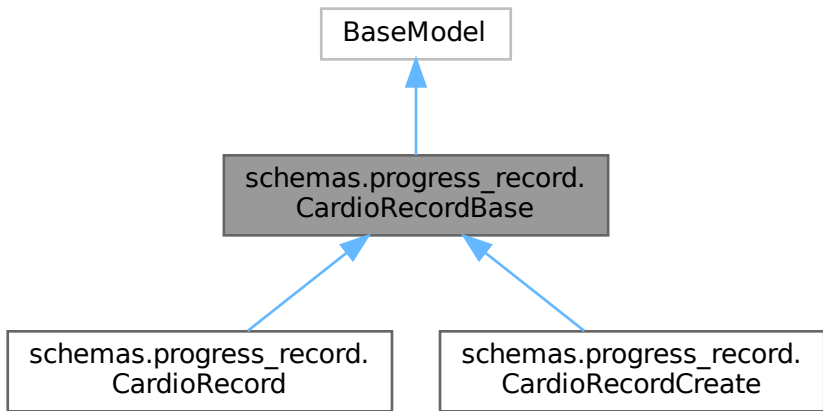 BaseModel
schemas.progress_record.
CardioRecordBase
schemas.progress_record.
CardioRecord
schemas.progress_record.
CardioRecordCreate